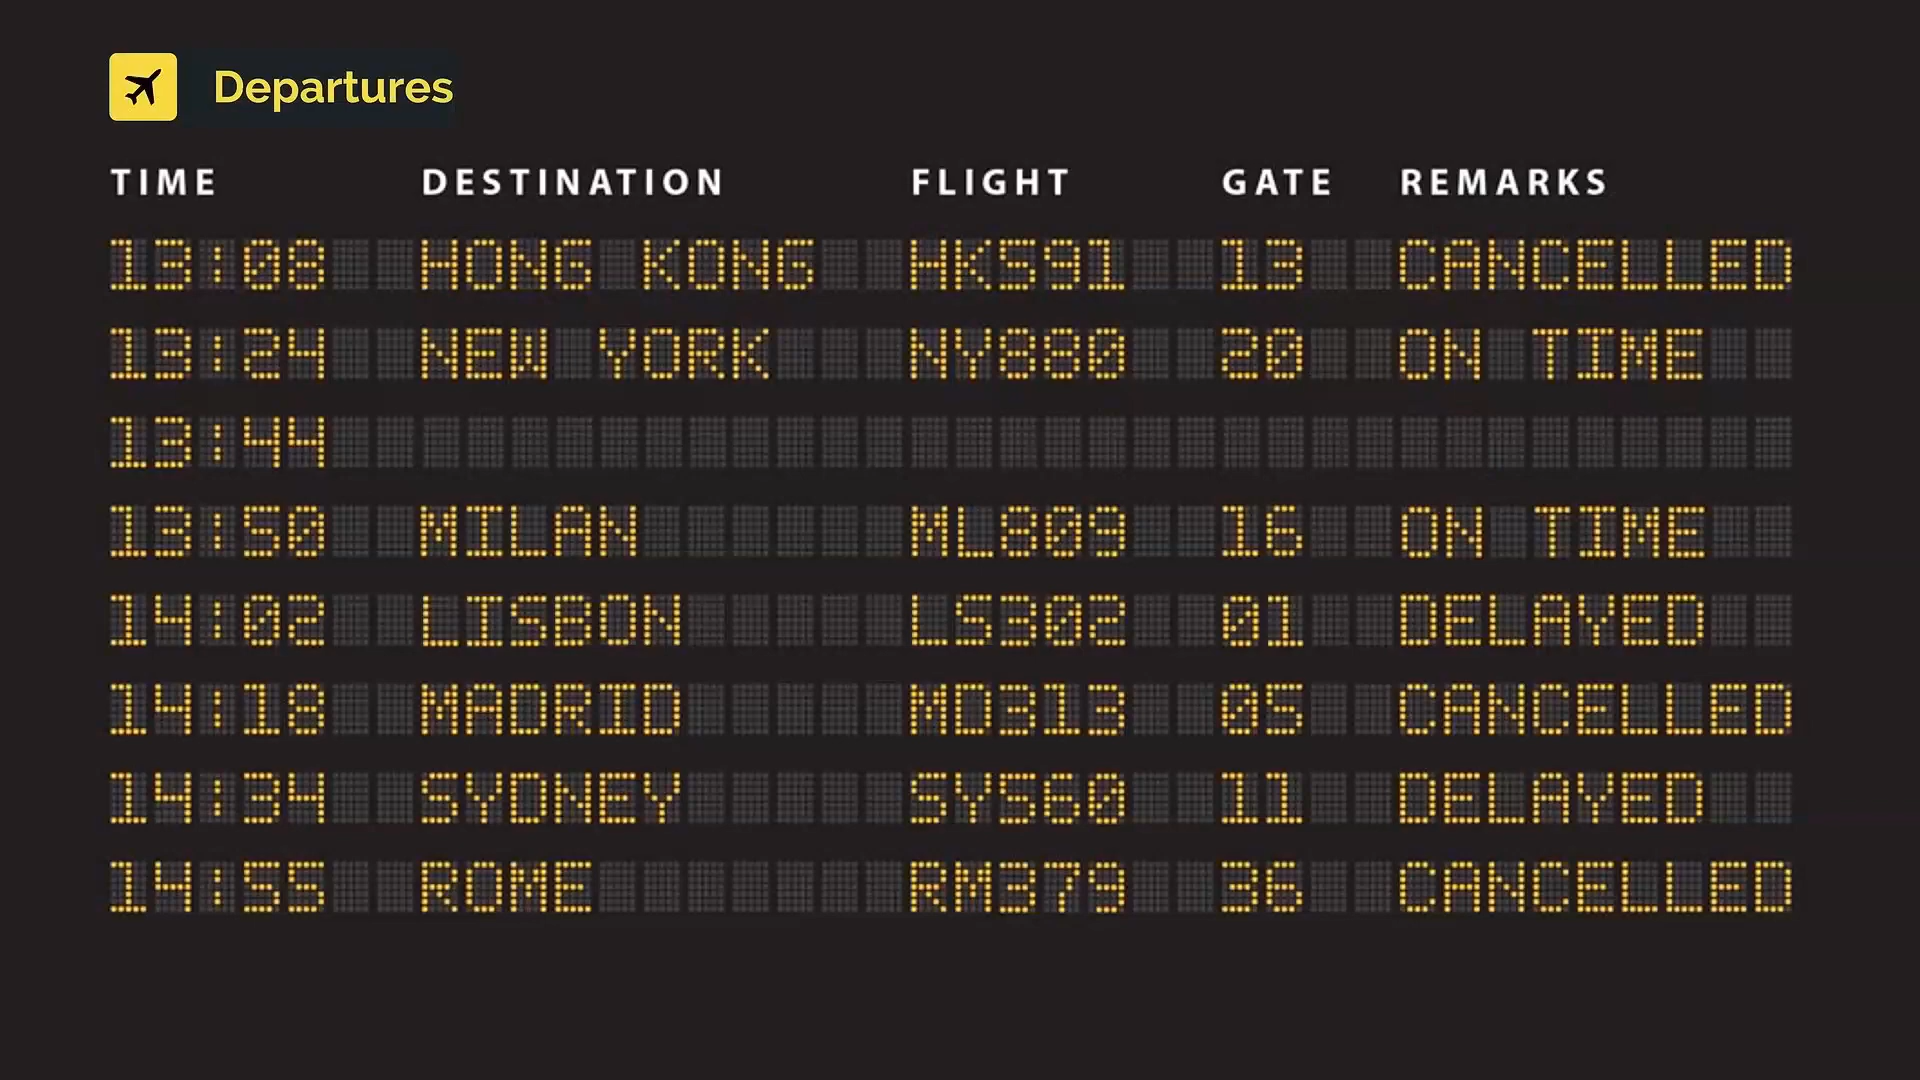 Departures
TIME DESTINATION FLIGHT GATE REMARKS
13:08 HONG KONG HK591 13 CANCELLED
13:24 NEW YORK NY880 20 ON TIME
13:44
13:50 MILAN ML809 16 ON TIME
14:02 LISBON LS302 01 DELAYED
14:18 MADRID MD313 05 CANCELLED
14:34 SYDNEY SY560 11 DELAYED
14:55 ROME RM379 36 CANCELLED